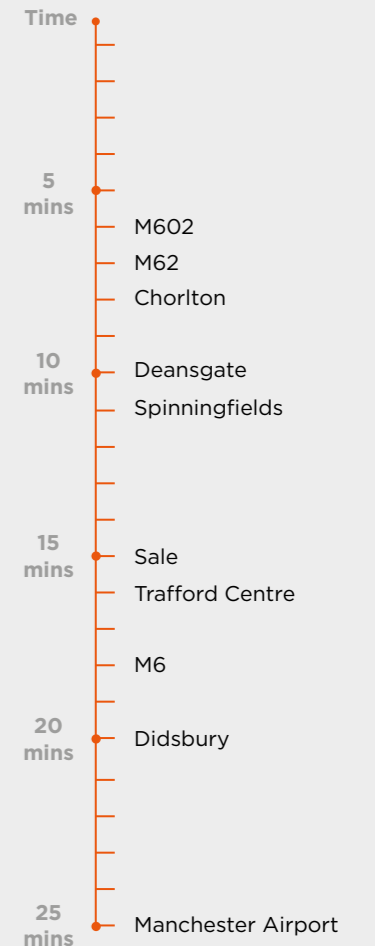 Time
5
mins
M602
M62
Chorlton
10
mins
Deansgate
Spinningfields
15
mins
Sale
Trafford Centre
M6
20
mins
Didsbury
25
mins
Manchester Airport